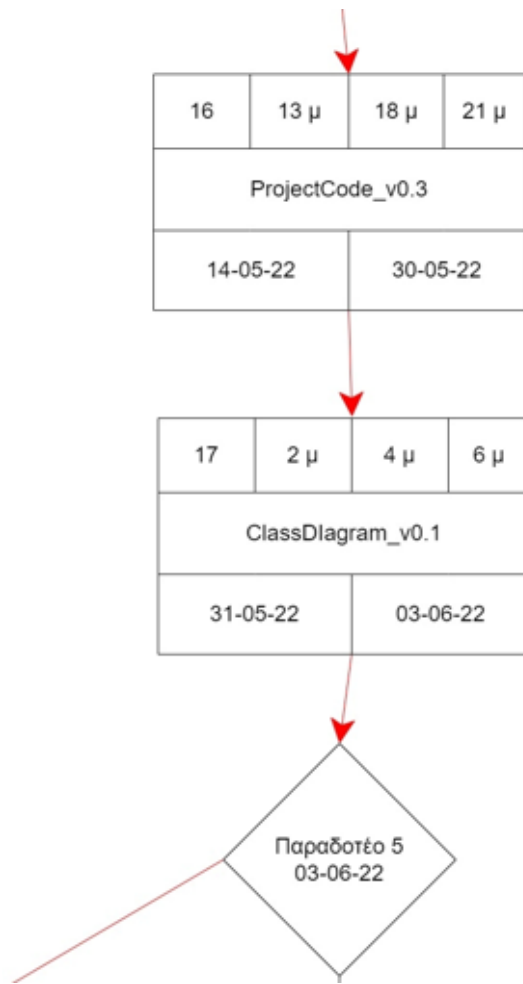 16 13 μ 18 μ 21 μ
ProjectCode_v0.3
14-05-22 30-05-22
17 2 μ 4 μ 6 μ
ClassDIagram_v0.1
31-05-22 03-06-22
Παραδοτέο 5
03-06-22